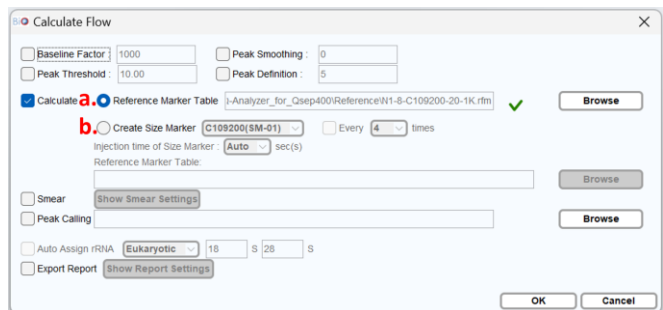 Calculate Flow
Baseline Factor : 1000 Peak Smoothing : 0
Peak Threshold : 10.00 Peak Definition : 5
Calculate a. Reference Marker Table )-Analyzer_for_Qsep400\Reference\N1-8-C109200-20-1K.rfm Browse
b. Create Size Marker C109200(SM-01) Every 4 times
Injection time of Size Marker : Auto sec(s)
Reference Marker Table:
Browse
Smear Show Smear Settings
Peak Calling Browse
Auto Assign rRNA Eukaryotic 18 S 28 S
Export Report Show Report Settings
OK Cancel